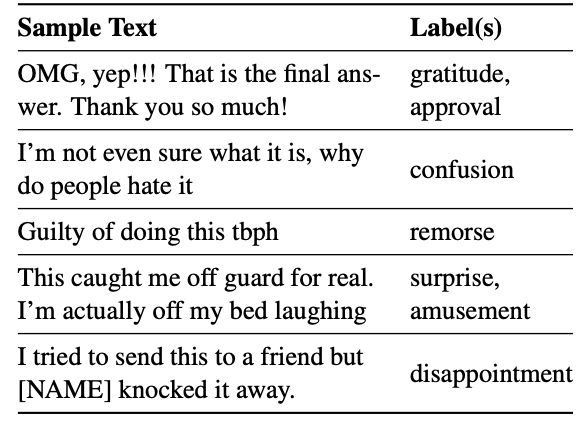 Sample Text Label(s)
OMG, yep!!! That is the final ans- gratitude,
wer. Thank you so much! approval
I'm not even sure what it is, why
do people hate it
confusion
Guilty of doing this tbph remorse
This caught me off guard for real. surprise,
I'm actually off my bed laughing amusement
I tried to send this to a friend but
[NAME] knocked it away.
disappointment